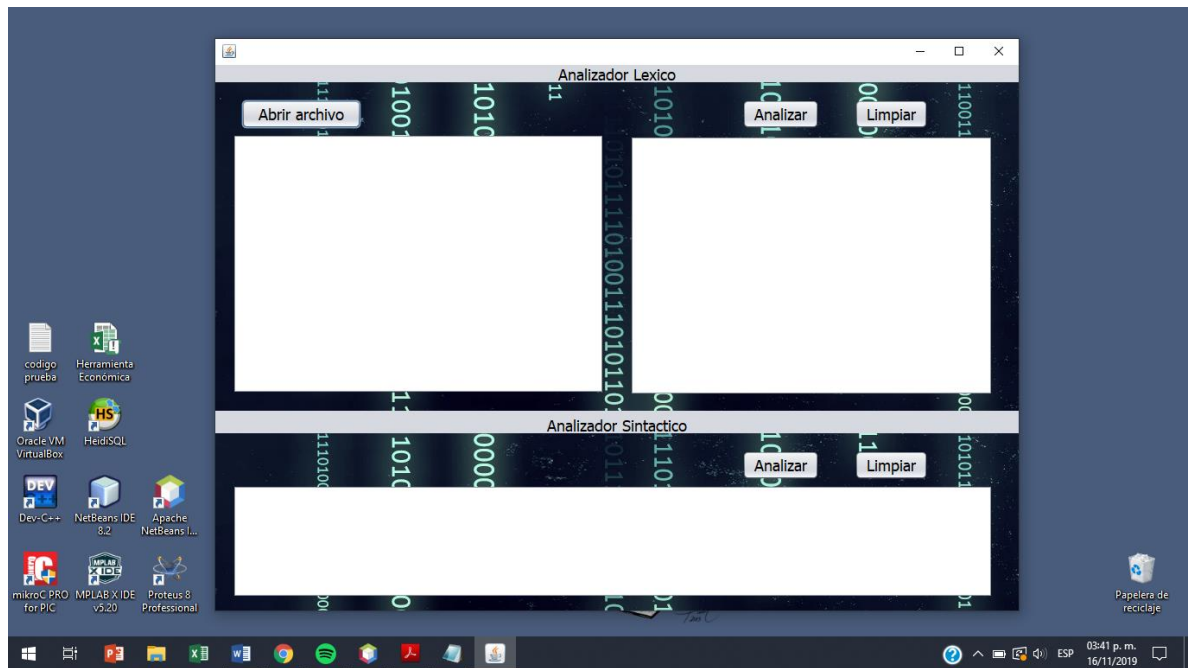 Analizador Lexico
Abrir archivo
Analizar
Limpiar
Analizador Sintactico
Analizar
Limpiar
codigo
prueba
Herramienta
Económica
Oracle VM
VirtualBox
HeidiSQL
Dev-C++
NetBeans IDE
8.2
Apache
NetBeans I...
mikroC PRO
for PIC
MPLAB X IDE
v5.20
Proteus 8
Professional
Papelera de
reciclaje
ESP
03:41 p. m.
16/11/2019